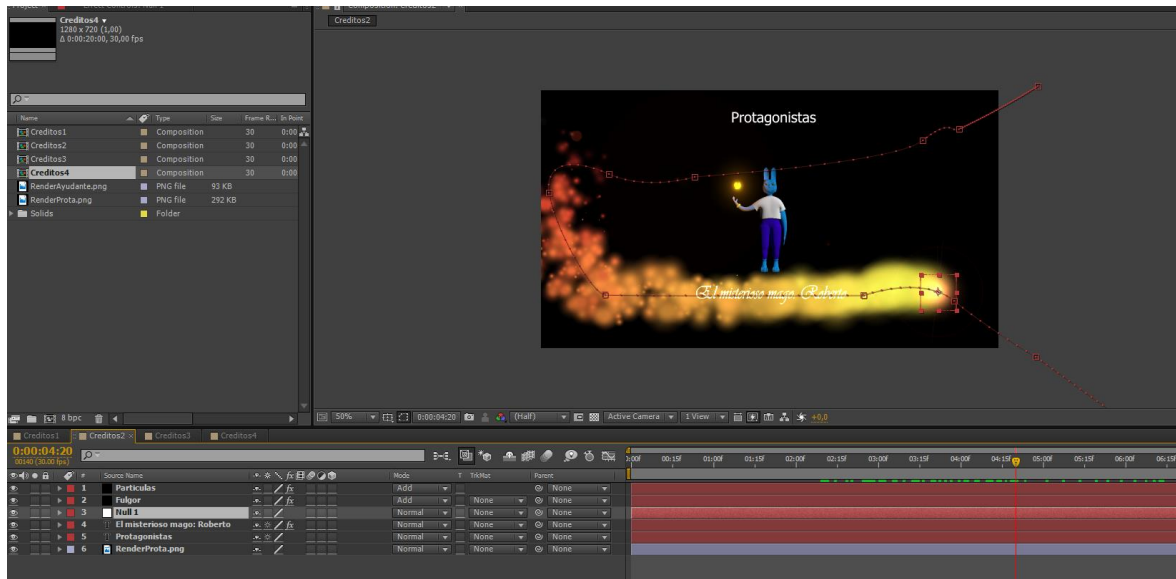 Creditos4
1280 x 720 (1,00)
Δ 0:00:20:00, 30,00 fps
Name Type Size Frame R... In Point
Creditos1 Composition 30 0:00
Creditos2 Composition 30 0:00
Creditos3 Composition 30 0:00
Creditos4 Composition 30 0:00
RenderAyudante.png PNG file 93 KB
RenderProta.png PNG file 292 KB
Solids Folder
8 bpc
Creditos2
Protagonistas
El misterioso mago: Roberto
50% 0:00:04:20 (Half) Active Camera 1 View +0,0
Creditos1 Creditos2 Creditos3 Creditos4
0:00:04:20
00140 (30.00 fps)
# Source Name Mode T TrkMat Parent
1 Particulas Add None
2 Fulgor Add None None
3 Null 1 Normal None None
4 El misterioso mago: Roberto Normal None None
5 Protagonistas Normal None None
6 RenderProta.png Normal None None
00:15f 01:00f 01:15f 02:00f 02:15f 03:00f 03:15f 04:00f 04:15f 05:00f 05:15f 06:00f 06:15f